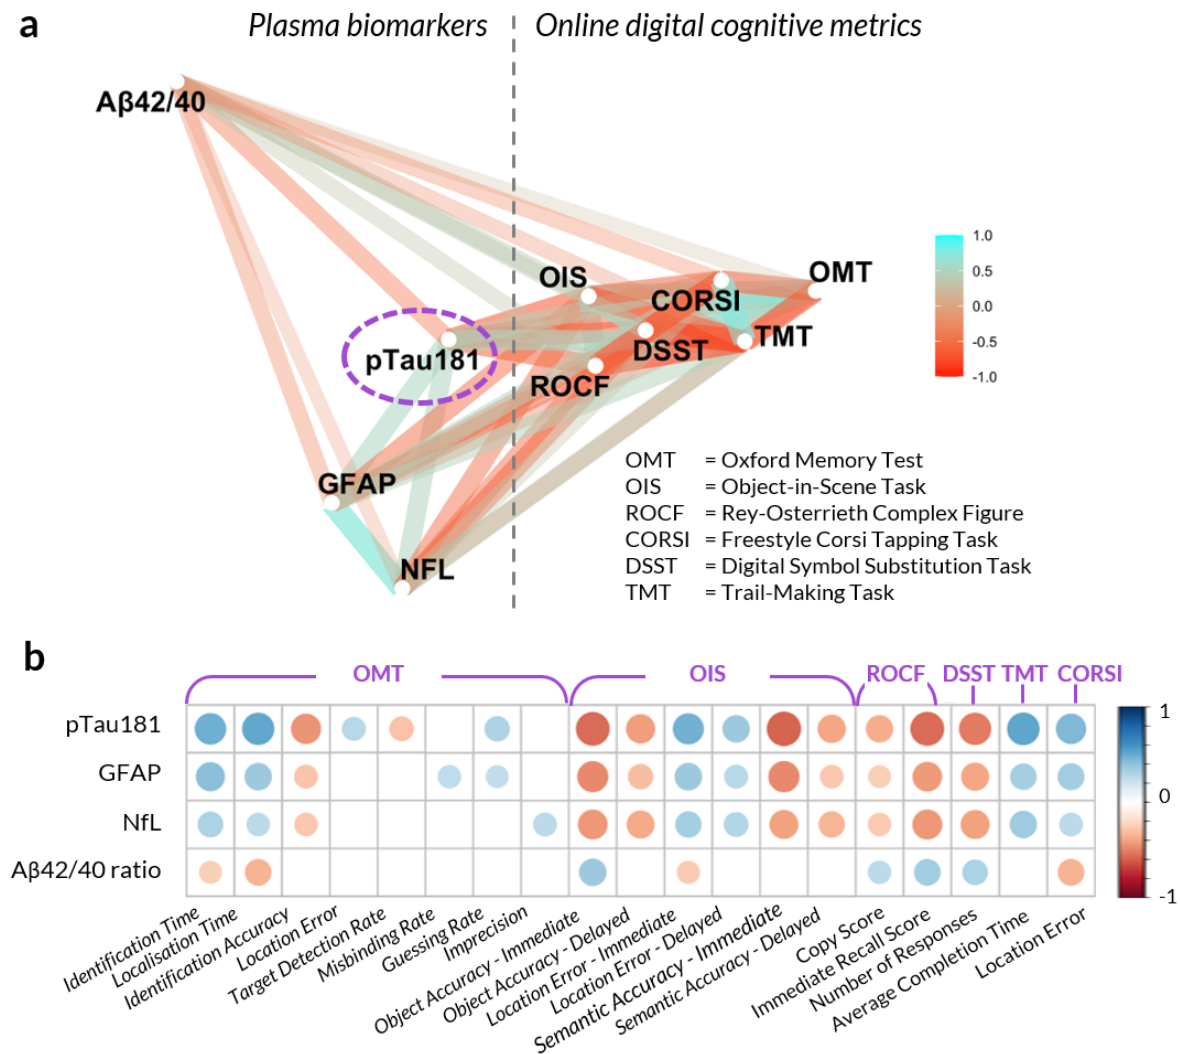 a
Plasma biomarkers
Online digital cognitive metrics
Aβ42/40
OIS
OMT
CORSI
TMT
DSST
pTau181
ROCF
GFAP
NFL
1.0
0.5
0.0
-0.5
-1.0
OMT = Oxford Memory Test
OIS = Object-in-Scene Task
ROCF = Rey-Osterrieth Complex Figure
CORSI = Freestyle Corsi Tapping Task
DSST = Digital Symbol Substitution Task
TMT = Trail-Making Task
b
OMT OIS ROCF DSST TMT CORSI
pTau181
GFAP
NfL
Aβ42/40 ratio
1
0
-1
Identification Time
Localisation Time
Identification Accuracy
Location Error
Target Detection Rate
Misbinding Rate
Guessing Rate
Imprecision
Object Accuracy - Immediate
Object Accuracy - Delayed
Location Error - Immediate
Location Error - Delayed
Semantic Accuracy - Immediate
Semantic Accuracy - Delayed
Copy Score
Immediate Recall Score
Number of Responses
Average Completion Time
Location Error